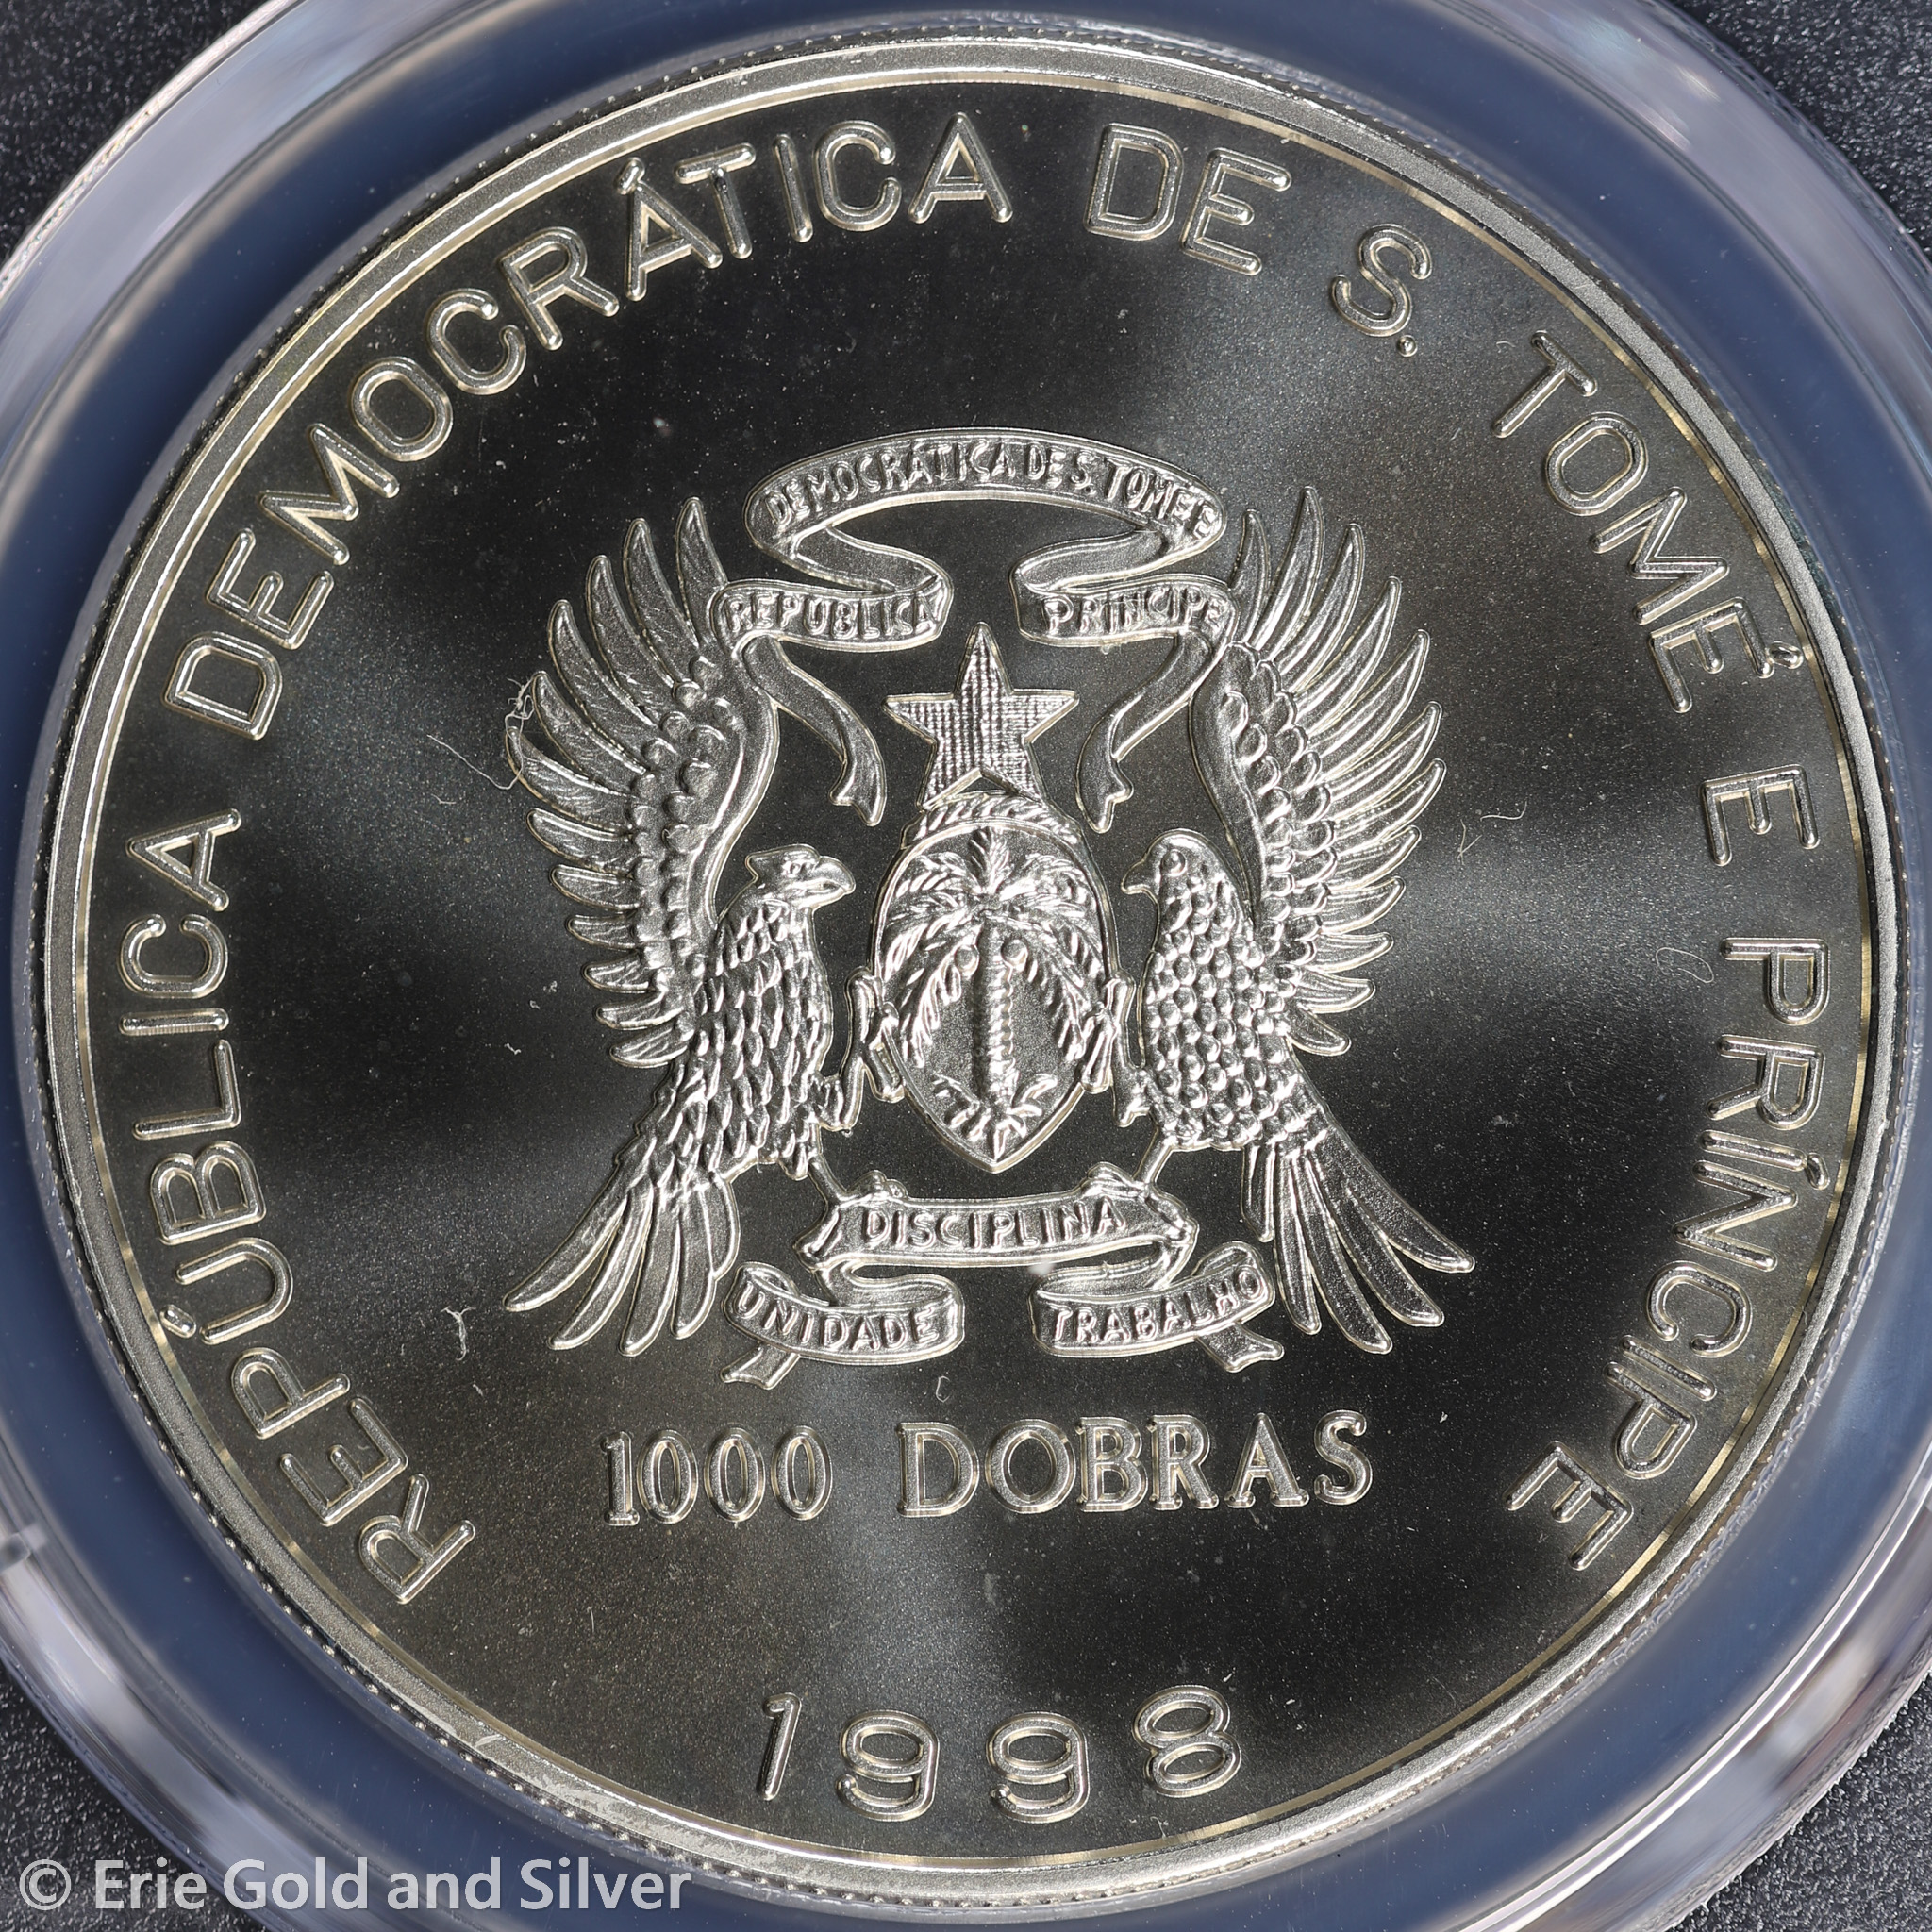 REPÚBLICA DEMOCRÁTICA DE S. TOMÉ E PRÍNCIPE
DEMOCRÁTICA DE S. TOMÉ E
REPÚBLICA PRÍNCIPE
DISCIPLINA
UNIDADE TRABALHO
1000 DOBRAS
1998
© Erie Gold and Silver